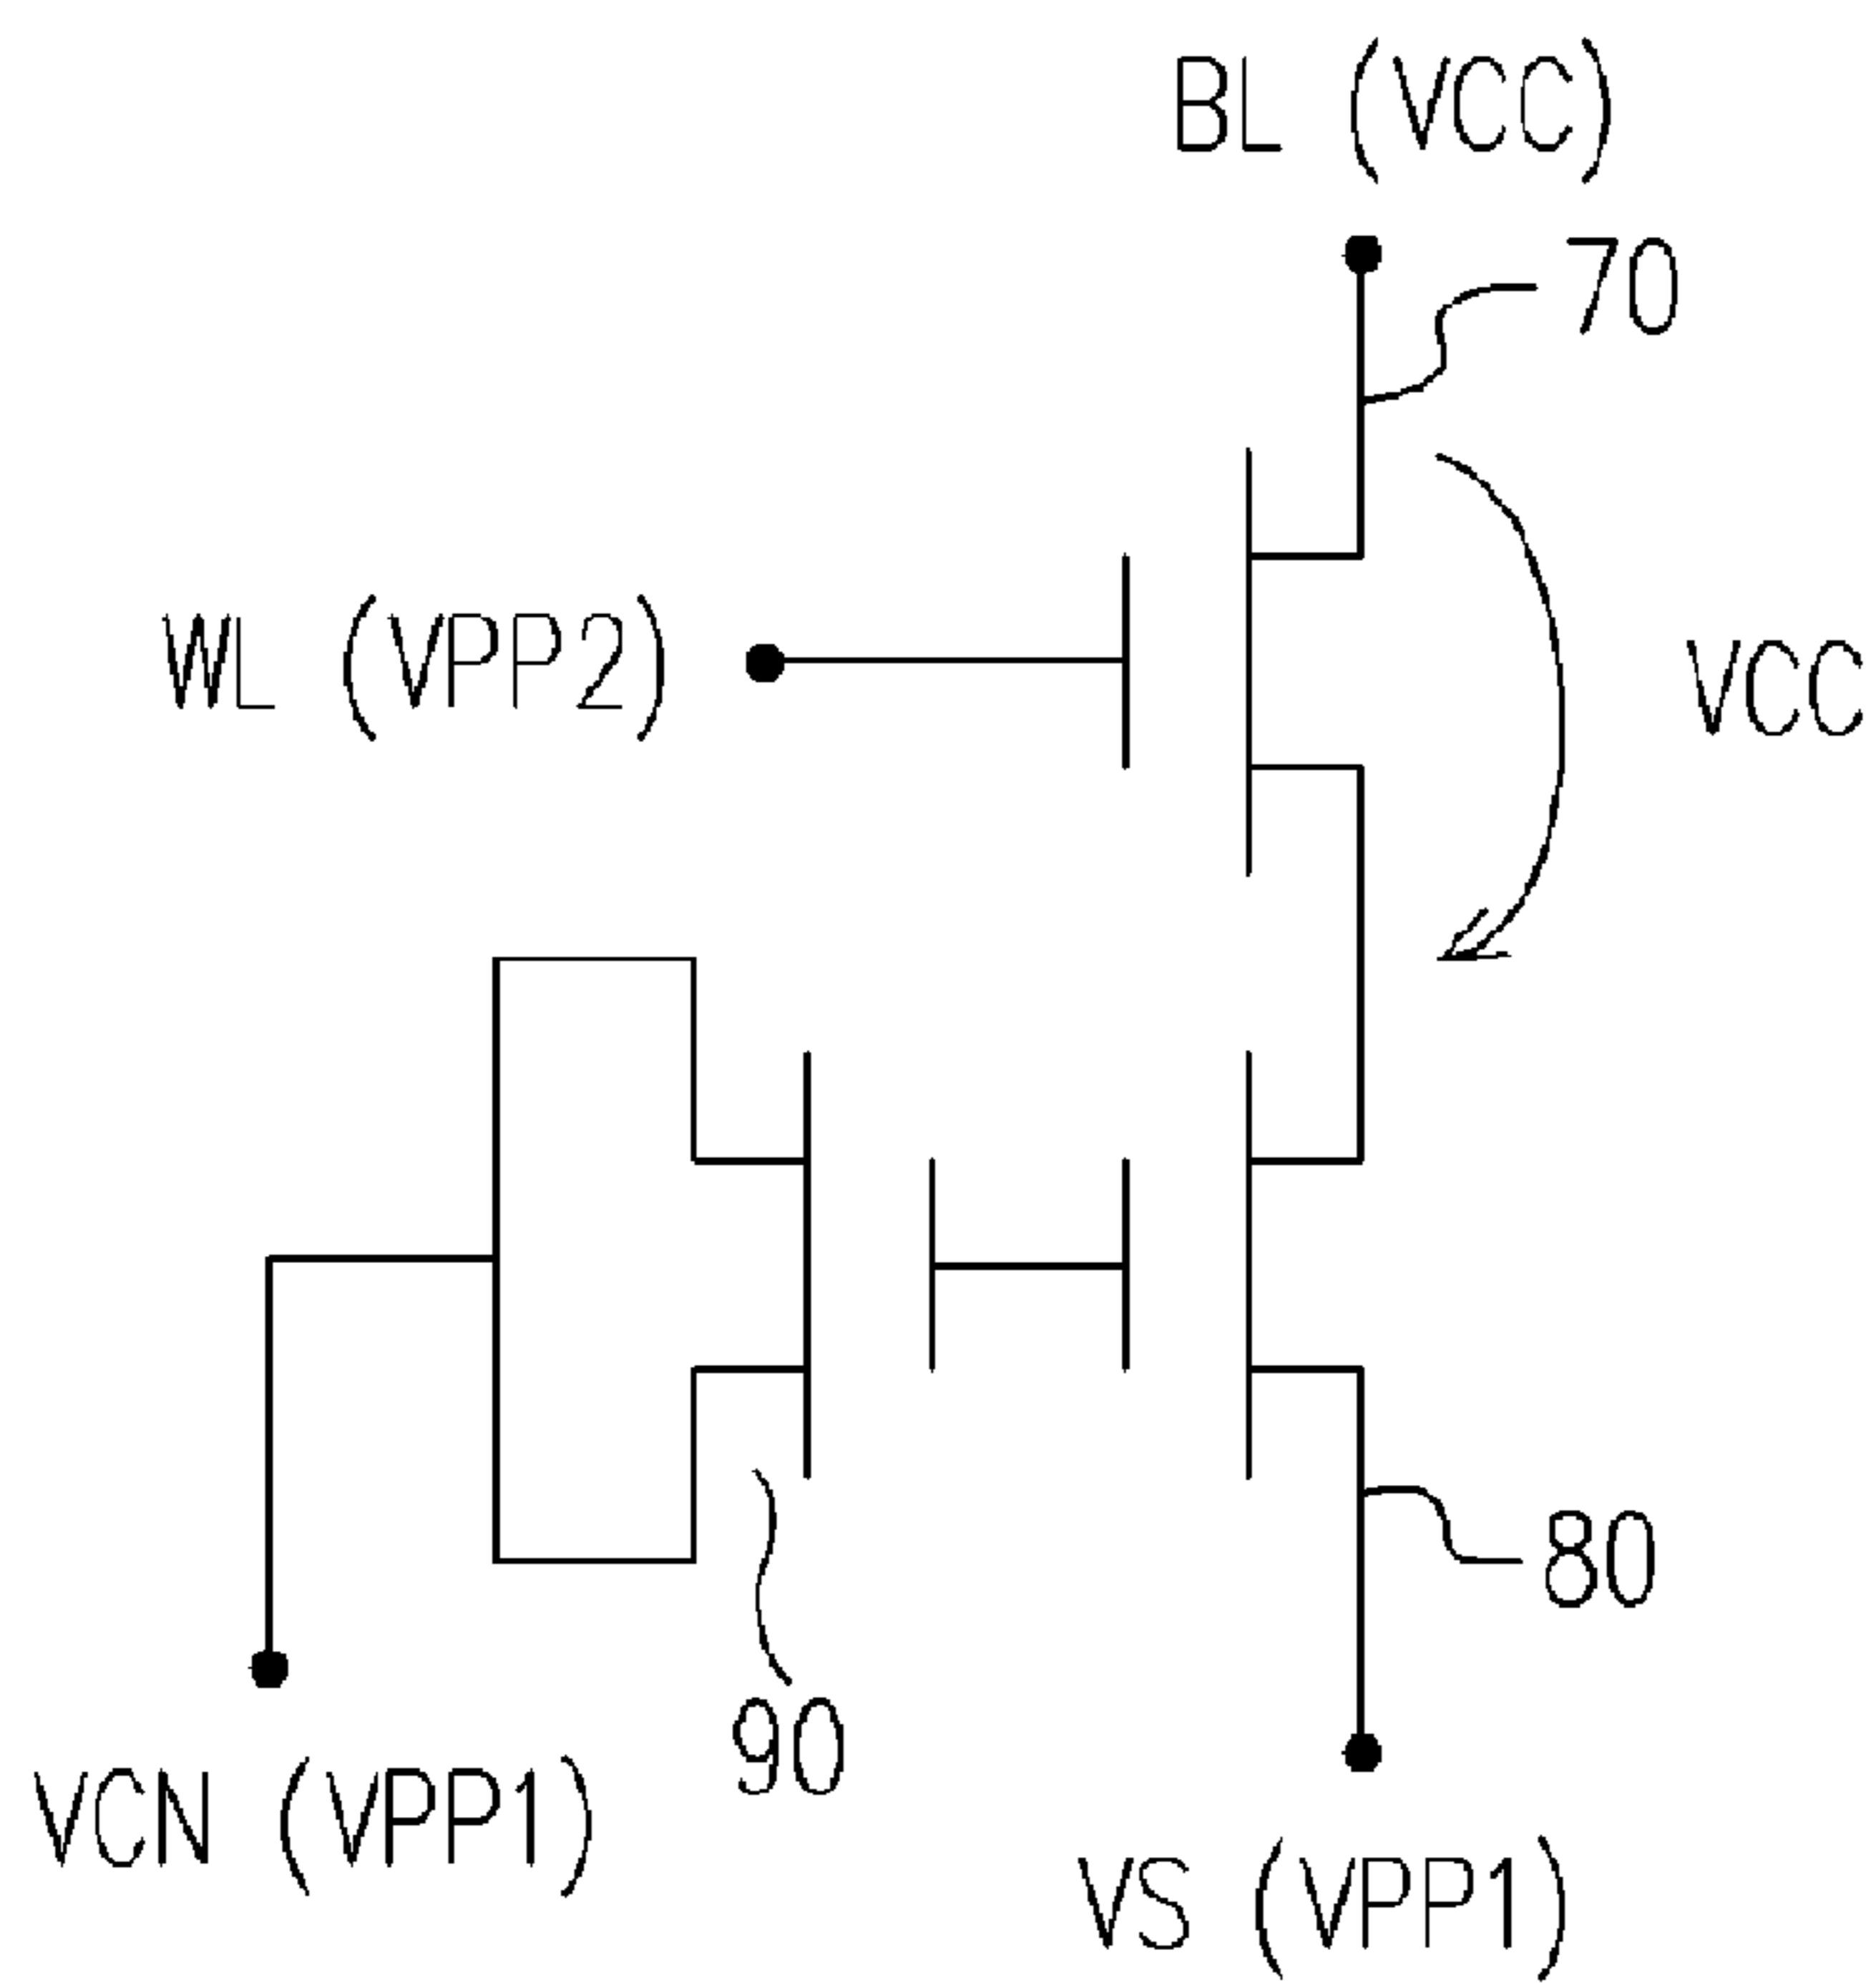 BL (VCC)
70
WL (VPP2)
VCC
80
90
VCN (VPP1)
VS (VPP1)